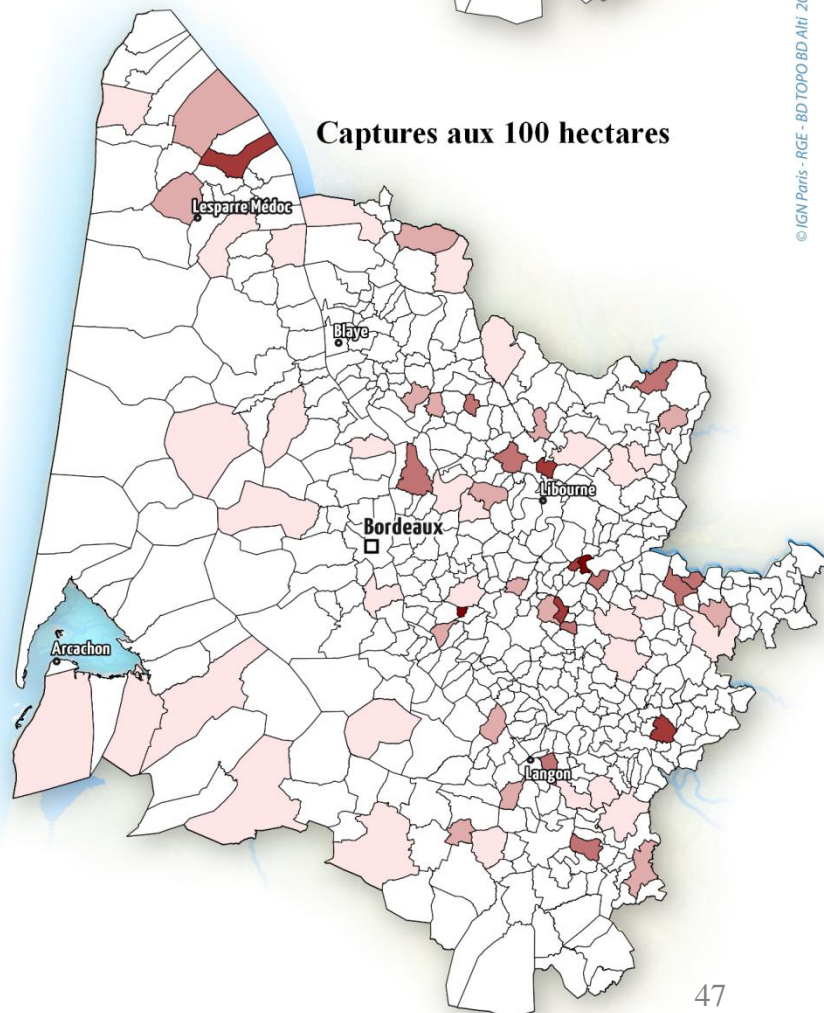 Captures aux 100 hectares
© IGN Paris - RGE - BD TOPO BD Alti
Lesparre Médoc
Blaye
Libourne
Bordeaux
Arcachon
Langon
47